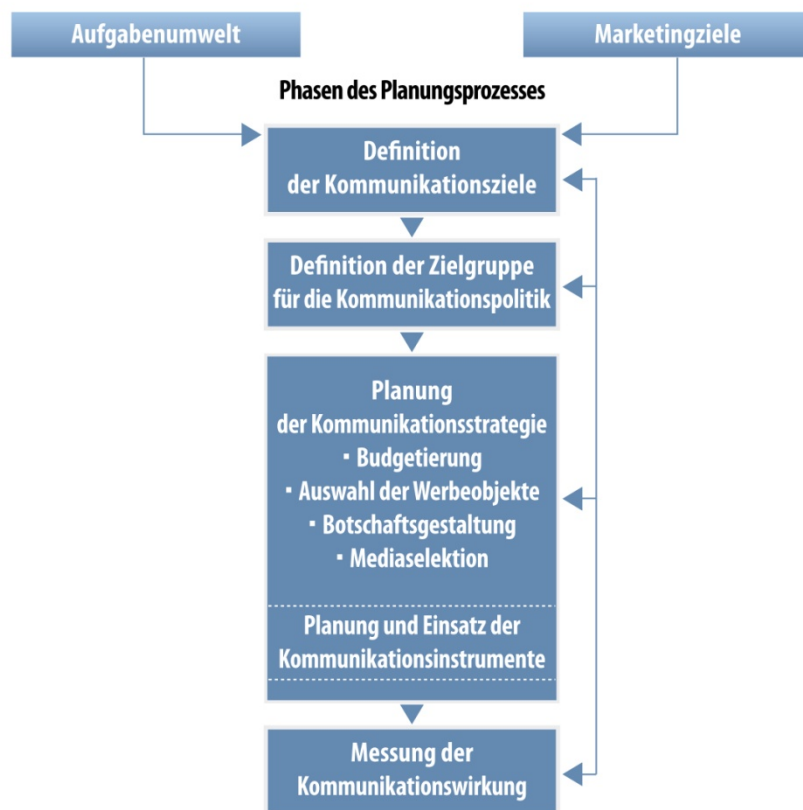 Aufgabenumwelt
Marketingziele
Phasen des Planungsprozesses
Definition
der Kommunikationsziele
Definition der Zielgruppe
für die Kommunikationspolitik
Planung
der Kommunikationsstrategie
▪ Budgetierung
▪ Auswahl der Werbeobjekte
▪ Botschaftsgestaltung
▪ Mediaselektion
Planung und Einsatz der
Kommunikationsinstrumente
Messung der
Kommunikationswirkung